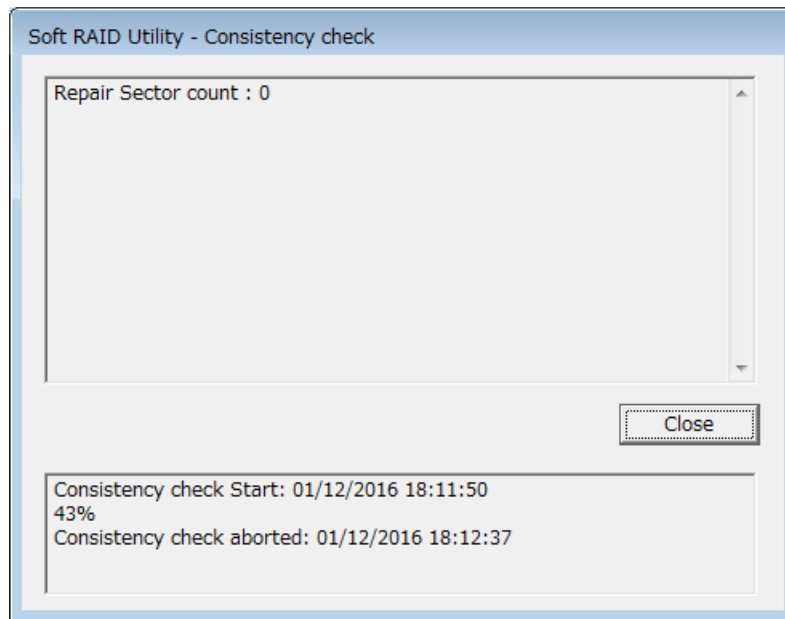 Soft RAID Utility - Consistency check
Repair Sector count : 0
Close
Consistency check Start: 01/12/2016 18:11:50
43%
Consistency check aborted: 01/12/2016 18:12:37